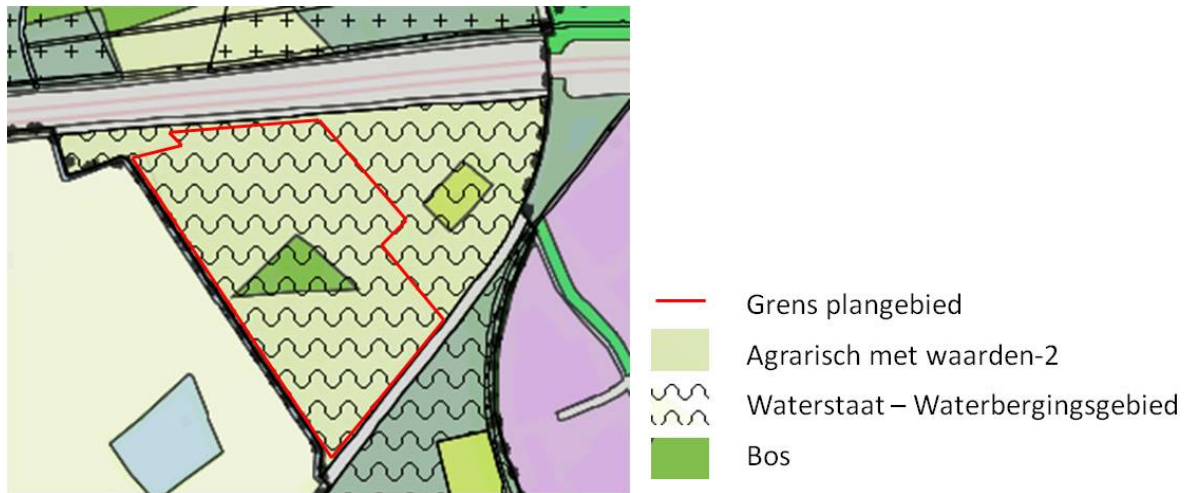 Grens plangebied
Agrarisch met waarden-2
Waterstaat – Waterbergingsgebied
Bos